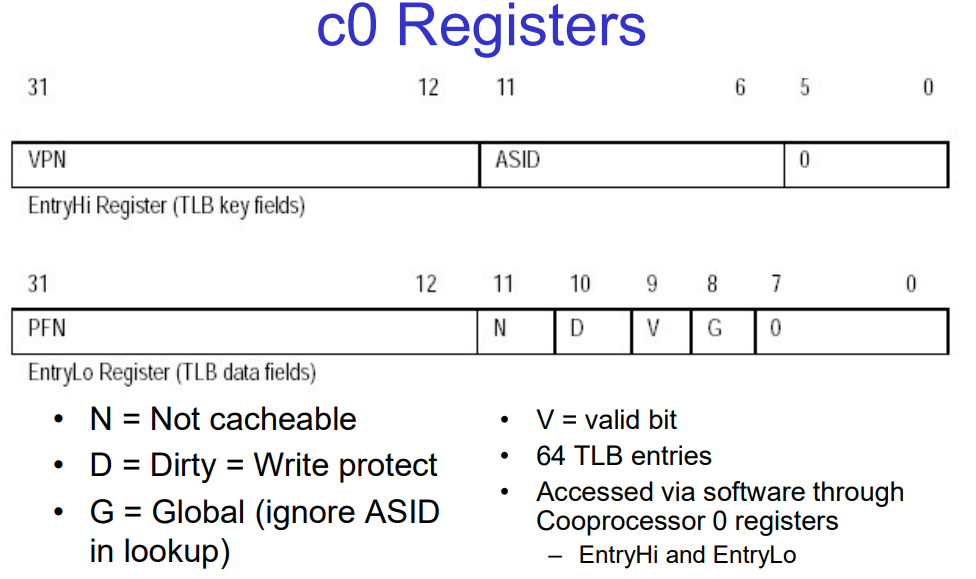 c0 Registers
31 12 11 6 5 0
VPN ASID 0
EntryHi Register (TLB key fields)
31 12 11 10 9 8 7 0
PFN N D V G 0
EntryLo Register (TLB data fields)
• N = Not cacheable
• D = Dirty = Write protect
• G = Global (ignore ASID
in lookup)
• V = valid bit
• 64 TLB entries
• Accessed via software through
Cooprocessor 0 registers
– EntryHi and EntryLo